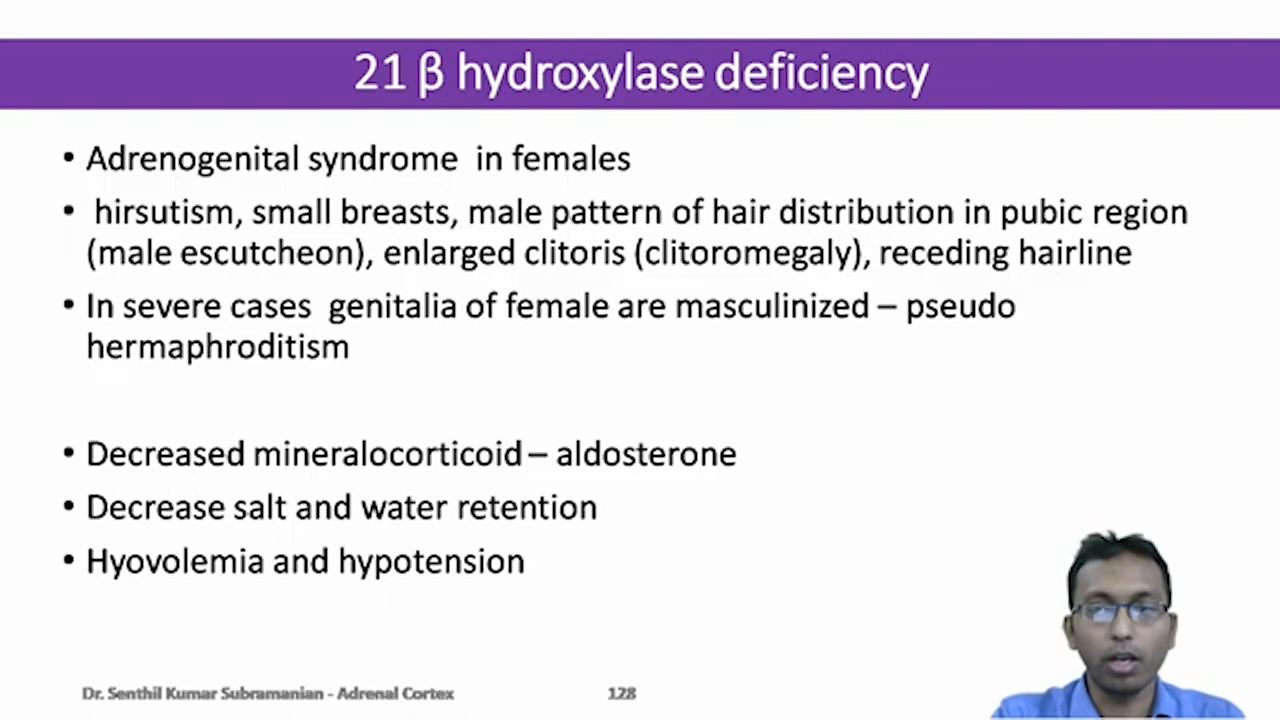 21 β hydroxylase deficiency
• Adrenogenital syndrome in females
• hirsutism, small breasts, male pattern of hair distribution in pubic region
(male escutcheon), enlarged clitoris (clitoromegaly), receding hairline
• In severe cases genitalia of female are masculinized – pseudo
hermaphroditism
• Decreased mineralocorticoid – aldosterone
• Decrease salt and water retention
• Hyovolemia and hypotension
Dr. Senthil Kumar Subramanian - Adrenal Cortex 128